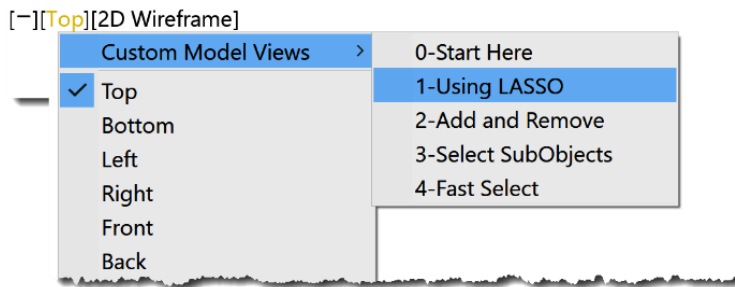 [−][Top][2D Wireframe]
Custom Model Views >
Top
Bottom
Left
Right
Front
Back
0-Start Here
1-Using LASSO
2-Add and Remove
3-Select SubObjects
4-Fast Select